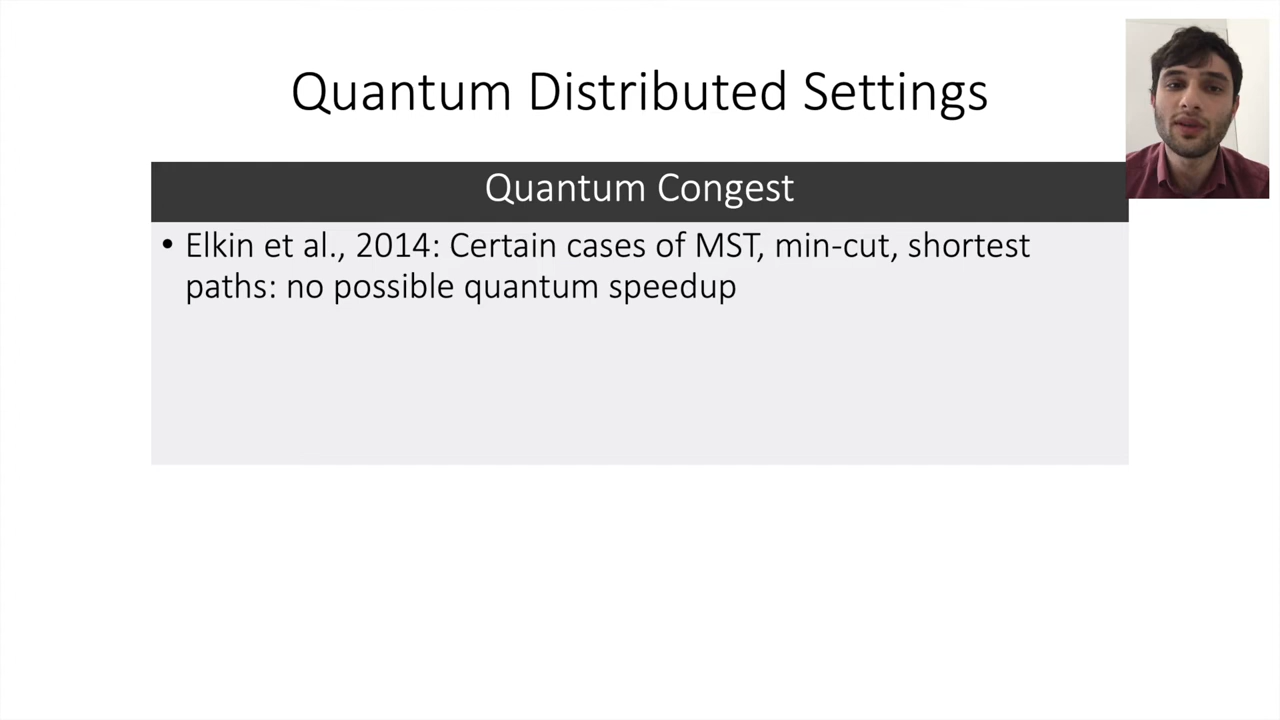 Quantum Distributed Settings
Quantum Congest
• Elkin et al., 2014: Certain cases of MST, min-cut, shortest
paths: no possible quantum speedup